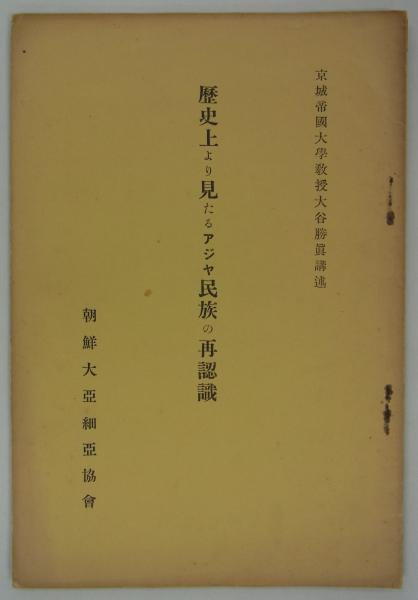 京城帝國大學敎授大谷勝眞講述
歷史上より見たるアジヤ民族の再認識
朝鮮大亞細亞協會